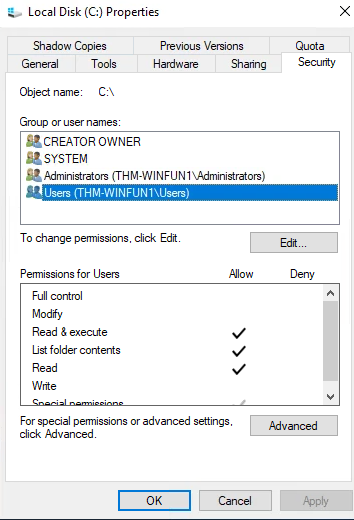 Local Disk (C:) Properties
Shadow Copies Previous Versions Quota
General Tools Hardware Sharing Security
Object name: C:\
Group or user names:
CREATOR OWNER
SYSTEM
Administrators (THM-WINFUN1\Administrators)
Users (THM-WINFUN1\Users)
To change permissions, click Edit.
Edit...
Permissions for Users Allow Deny
Full control
Modify
Read & execute
List folder contents
Read
Write
Special permissions
For special permissions or advanced settings,
click Advanced.
Advanced
OK Cancel Apply